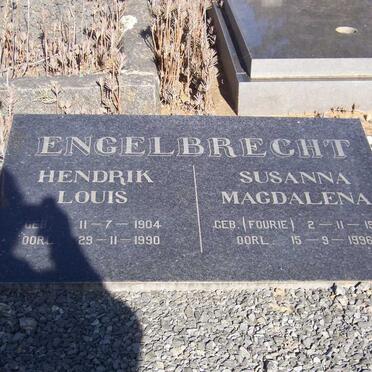 ENGELBRECHT
HENDRIK
LOUIS
GEB. 11-7-1904
OORL. 29-11-1990
SUSANNA
MAGDALENA
GEB. (FOURIE) 2-11-19
OORL. 15-9-1996